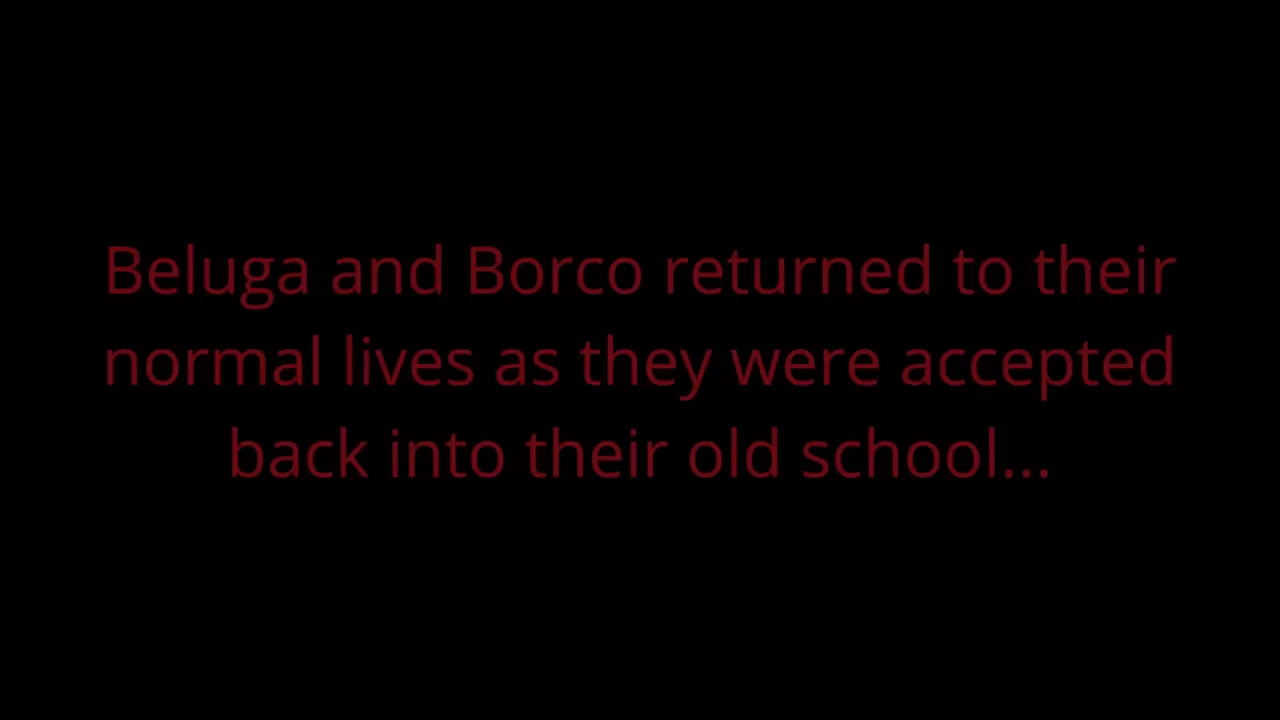 Beluga and Borco returned to their
normal lives as they were accepted
back into their old school...